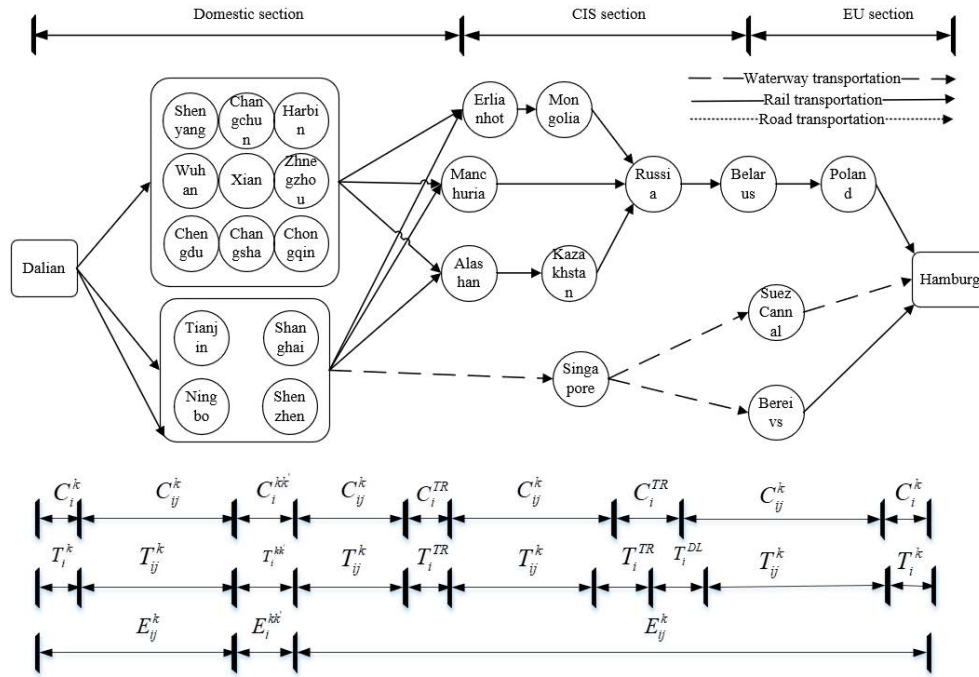 Domestic section
CIS section
EU section
Waterway transportation
Rail transportation
Road transportation
Shen
yang
Chan
gchu
n
Harbi
n
Wuh
an
Xian
Zhne
gzho
u
Chen
gdu
Chan
gsha
Chon
gqin
Dalian
Tianj
in
Shan
ghai
Ning
bo
Shen
zhen
Erlia
nhot
Mon
golia
Manc
huria
Alas
han
Kaza
khsta
n
Russ
ia
Belar
us
Polan
d
Hamburg
Singa
pore
Suez
Cann
al
Berei
vs
C_i^k C_ij^k C_i^kk' C_ij^k C_i^TR C_ij^k C_i^TR C_ij^k C_i^k
T_i^k T_ij^k T_i^kk' T_ij^k T_i^TR T_ij^k T_i^TR T_i^DL T_ij^k T_i^k
E_ij^k E_i^kk' E_ij^k